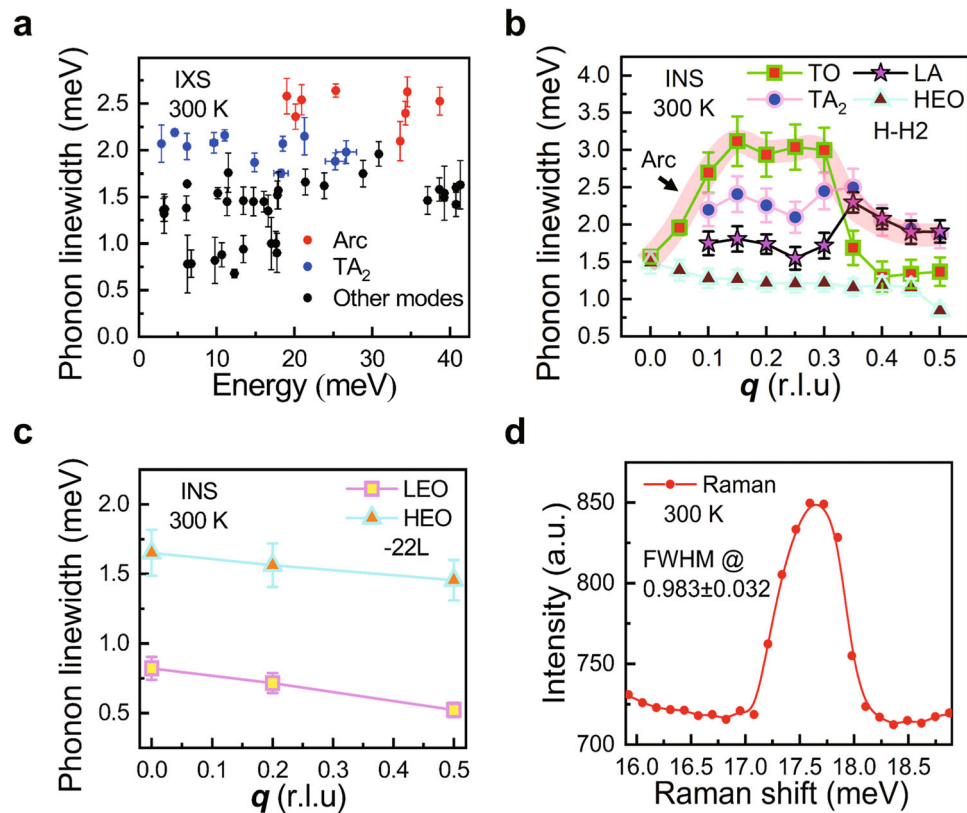 a
IXS
300 K
Phonon linewidth (meV)
2.5
2.0
1.5
1.0
0.5
0.0
Arc
TA2
Other modes
0
10
20
30
40
Energy (meV)
b
INS
300 K
TO
LA
TA2
HEO
H-H2
Arc
Phonon linewidth (meV)
4.0
3.5
3.0
2.5
2.0
1.5
1.0
0.5
0.0
0.1
0.2
0.3
0.4
0.5
q (r.l.u)
c
INS
300 K
LEO
HEO
-22L
Phonon linewidth (meV)
2.0
1.5
1.0
0.5
0.0
0.1
0.2
0.3
0.4
0.5
q (r.l.u)
d
Raman
300 K
FWHM @
0.983±0.032
Intensity (a.u.)
850
800
750
700
16.0
16.5
17.0
17.5
18.0
18.5
Raman shift (meV)